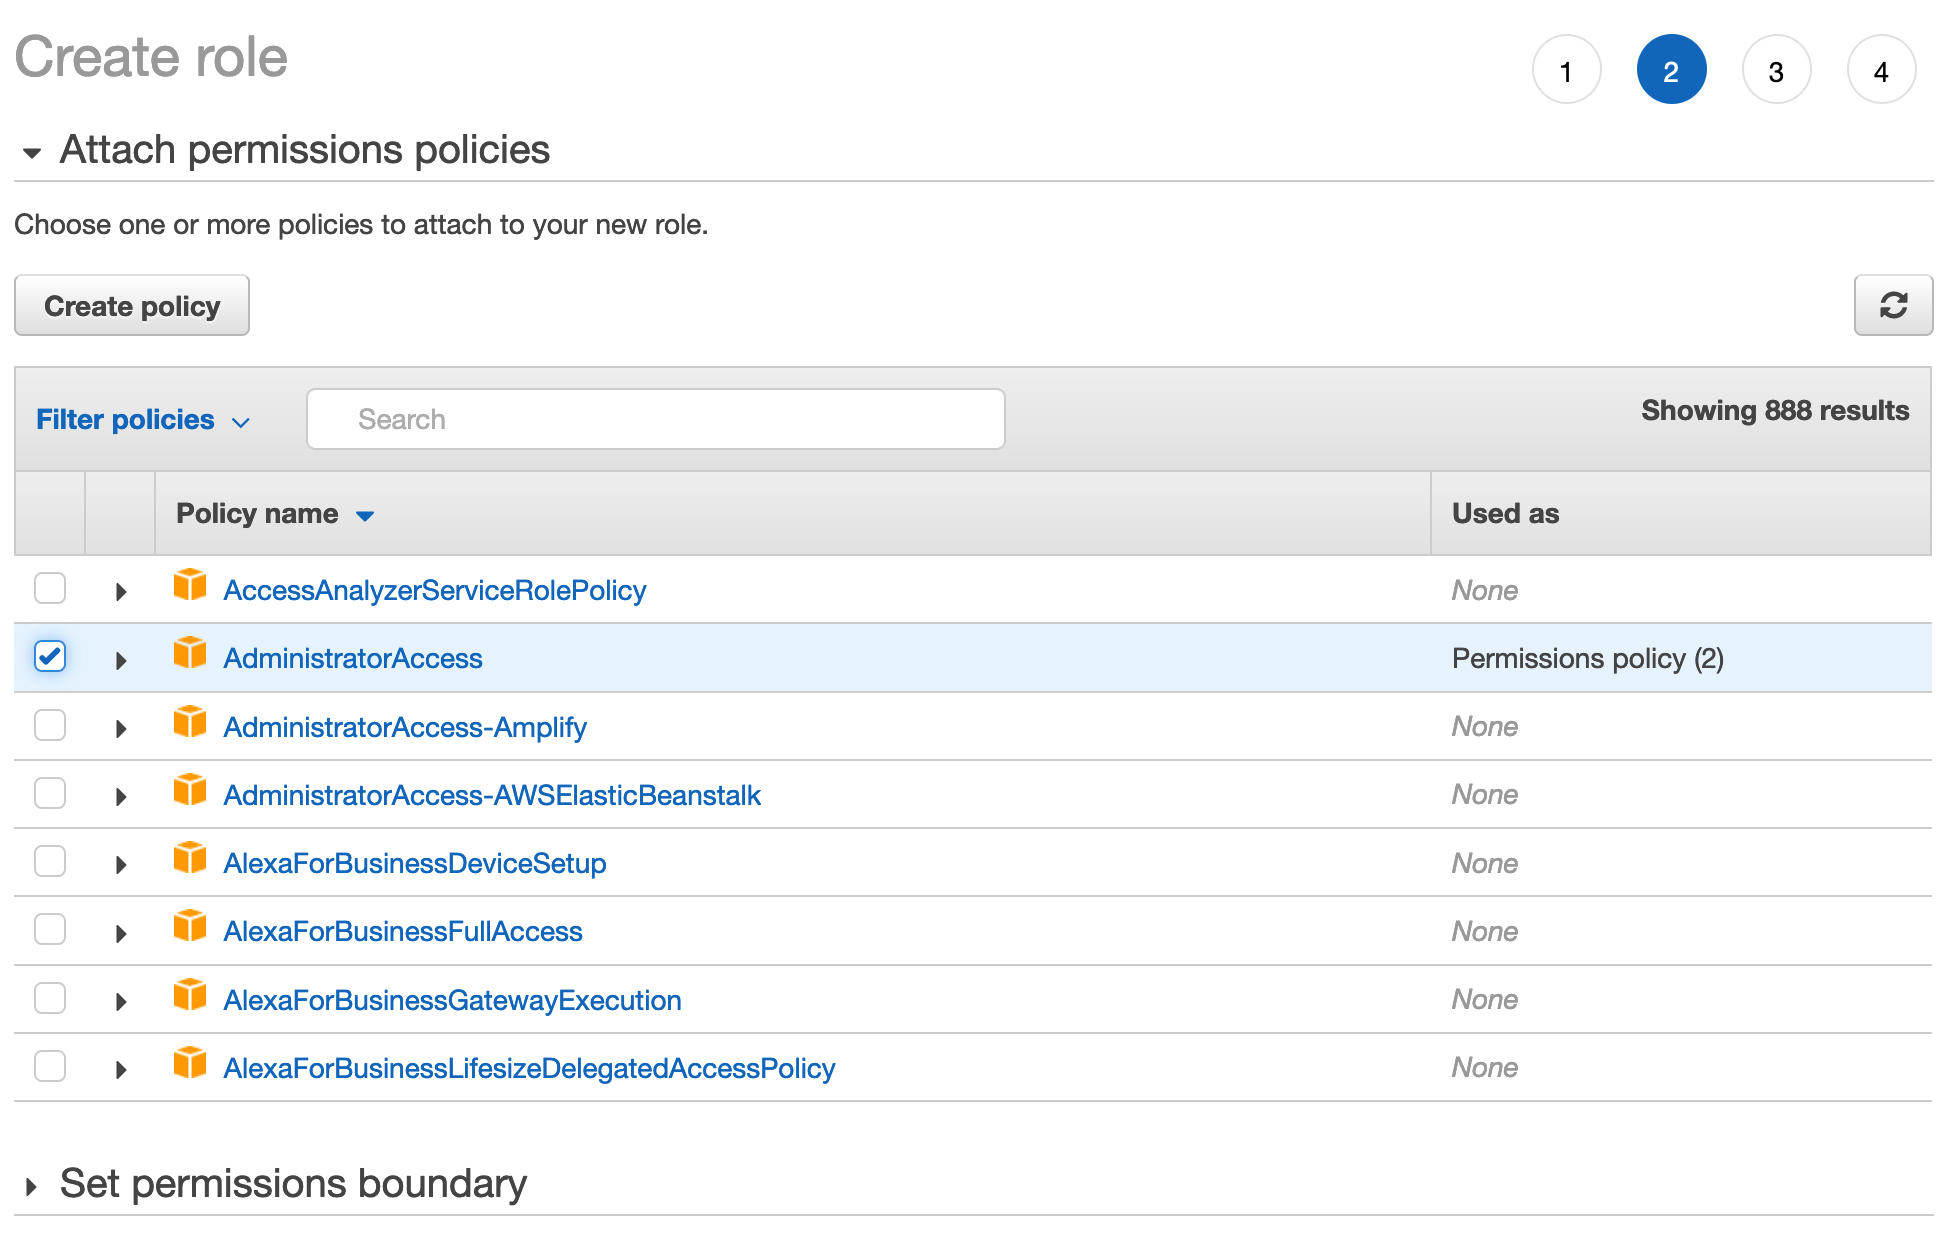 Create role
1 2 3 4
Attach permissions policies
Choose one or more policies to attach to your new role.
Create policy
Filter policies Search Showing 888 results
Policy name Used as
AccessAnalyzerServiceRolePolicy None
AdministratorAccess Permissions policy (2)
AdministratorAccess-Amplify None
AdministratorAccess-AWSElasticBeanstalk None
AlexaForBusinessDeviceSetup None
AlexaForBusinessFullAccess None
AlexaForBusinessGatewayExecution None
AlexaForBusinessLifesizeDelegatedAccessPolicy None
Set permissions boundary